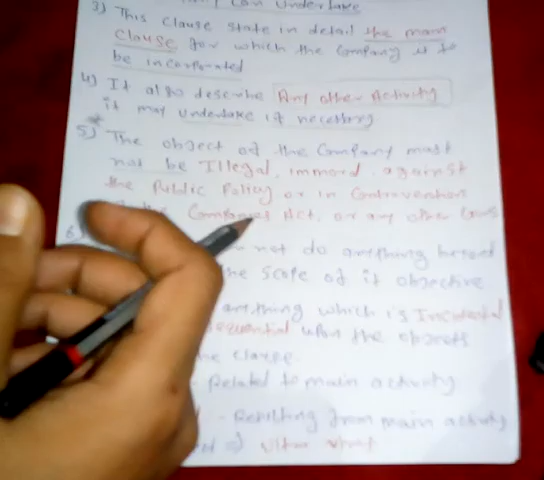 Can undertake
3) This Clause state in detail the main
Clause for which the Company is to
be incorporated
4) It also describe Any other Activity
it may undertake if necessary
5) The object of the Company must
not be Illegal, immoral, against
the Public Policy or in Contravention
Companies Act, or any other laws
6)
not do anything beyond
the scope of it objective
anything which is Incidental
upon the objects
the clause.
- Related to main activity
- Resulting from main activity